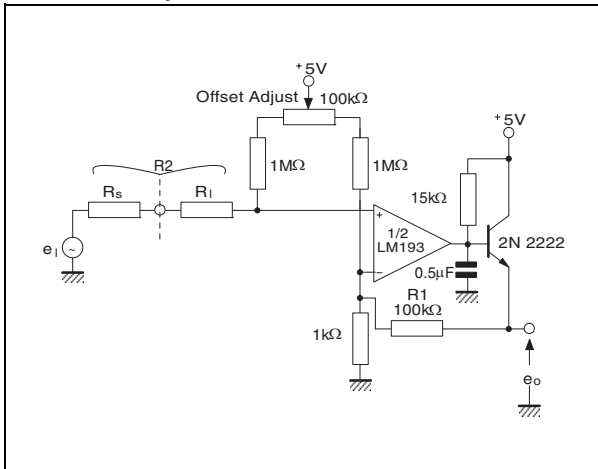 +5V
Offset Adjust 100kΩ
+5V
R2
1MΩ 1MΩ
15kΩ
Rs Rl
+
1/2
LM193
2N 2222
eI
~
−
0.5μF
R1
100kΩ
1kΩ
eo